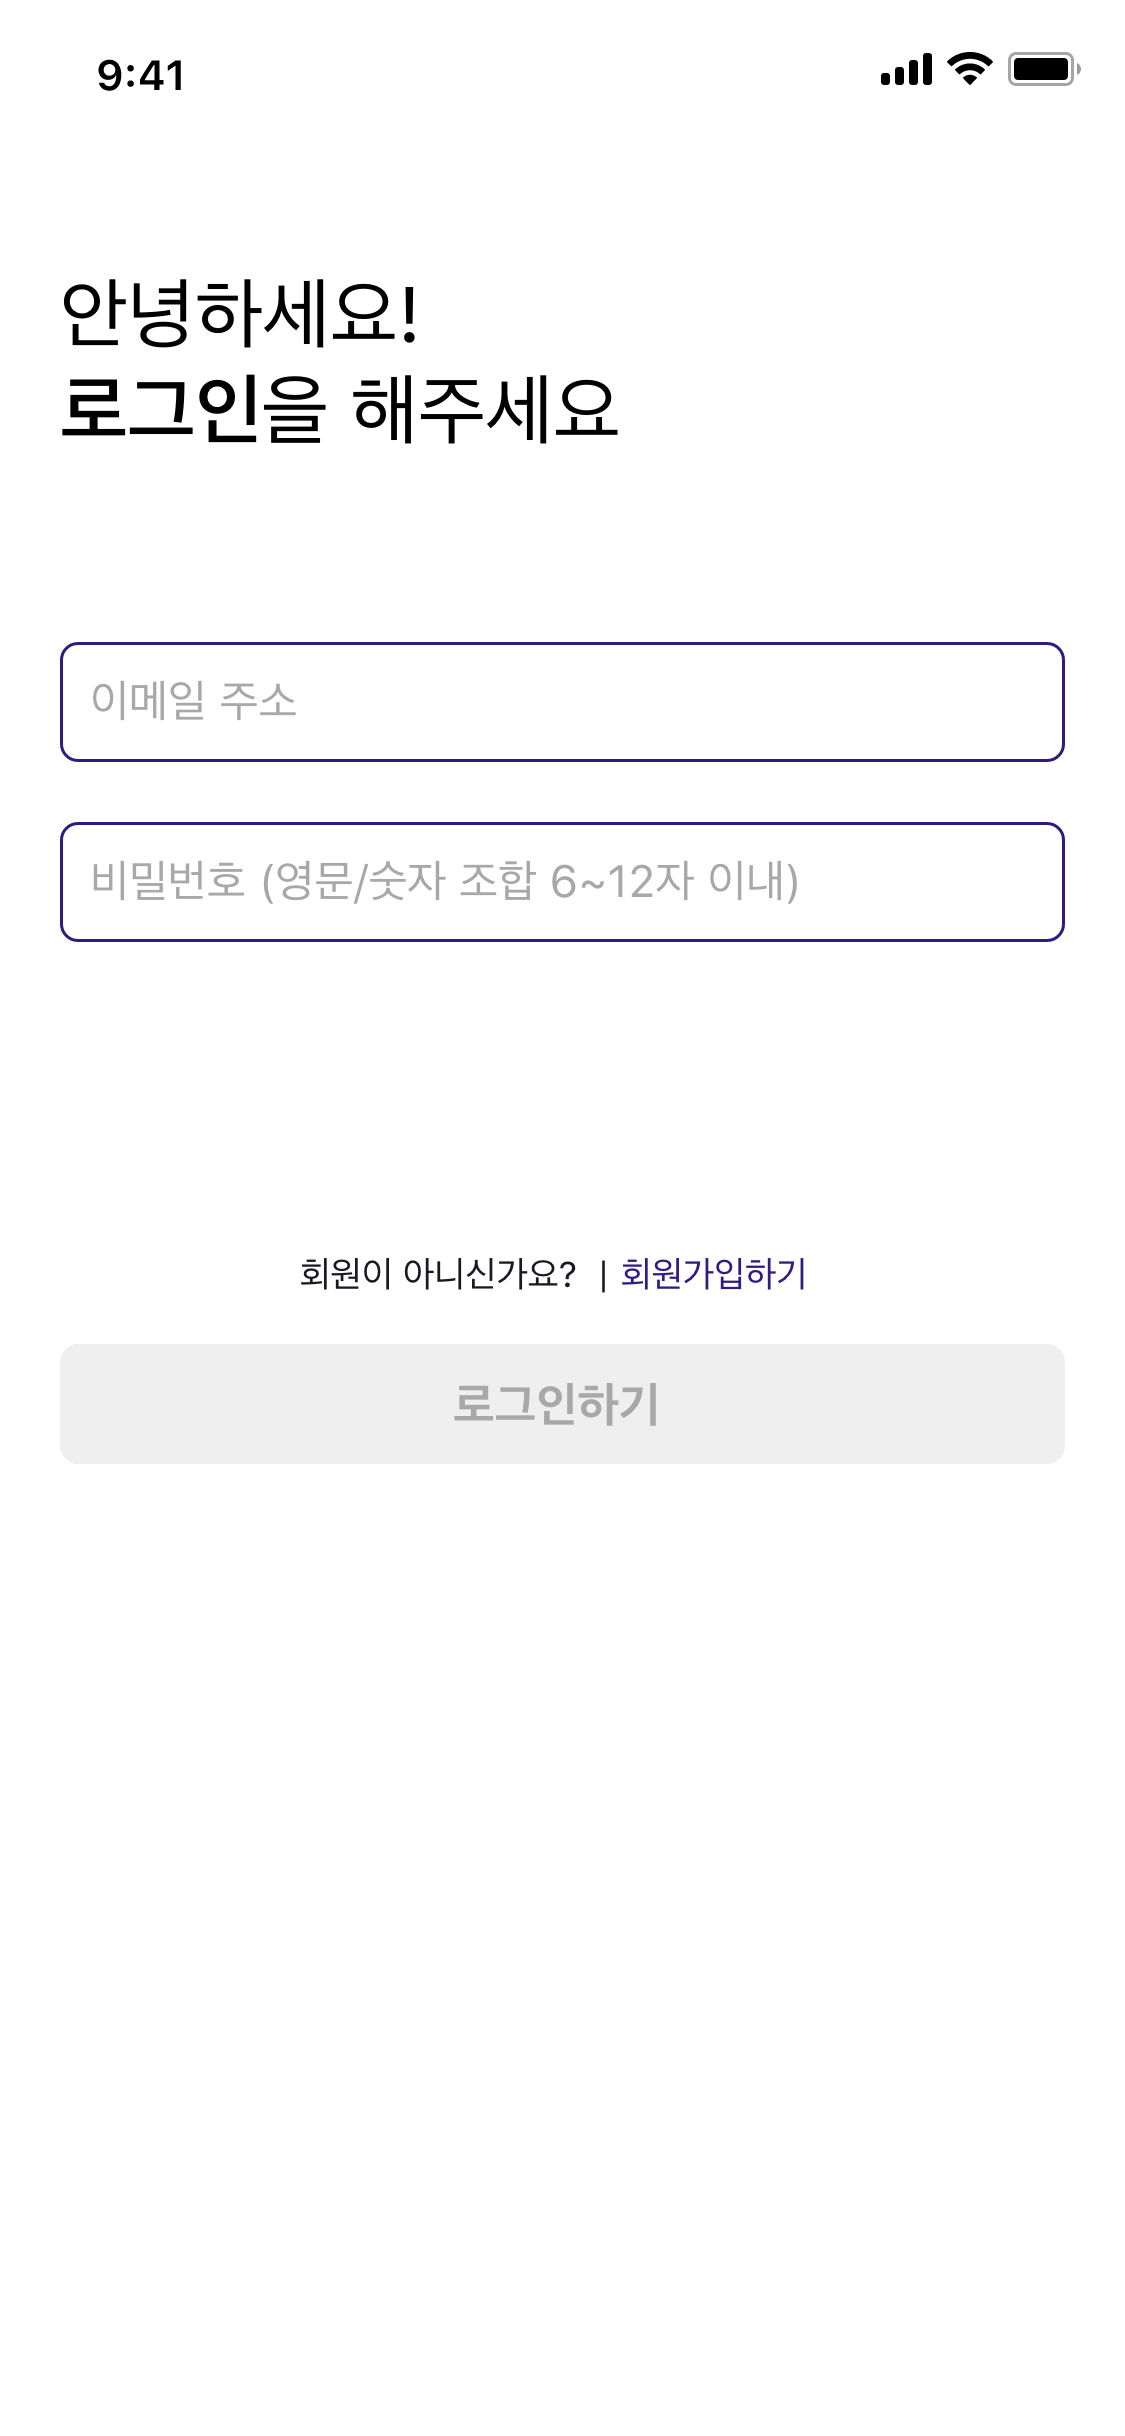 9:41
안녕하세요!
로그인을 해주세요
이메일 주소
비밀번호 (영문/숫자 조합 6~12자 이내)
회원이 아니신가요? | 회원가입하기
로그인하기